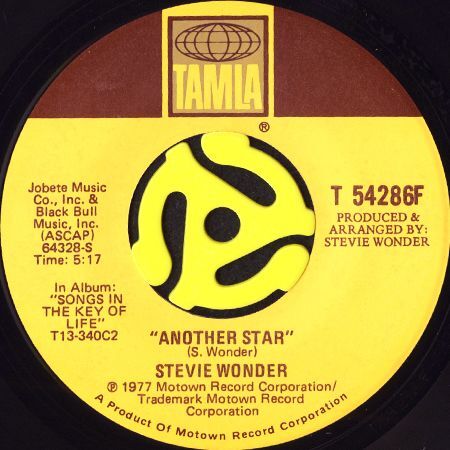 TAMLA
®
Jobete Music
Co., Inc. &
Black Bull
Music, Inc.
(ASCAP)
64328-S
Time: 5:17
In Album:
"SONGS IN
THE KEY OF
LIFE"
T13-340C2
T 54286F
PRODUCED &
ARRANGED BY:
STEVIE WONDER
"ANOTHER STAR"
(S. Wonder)
STEVIE WONDER
℗ 1977 Motown Record Corporation/
Trademark Motown Record
Corporation
A Product Of Motown Record Corporation